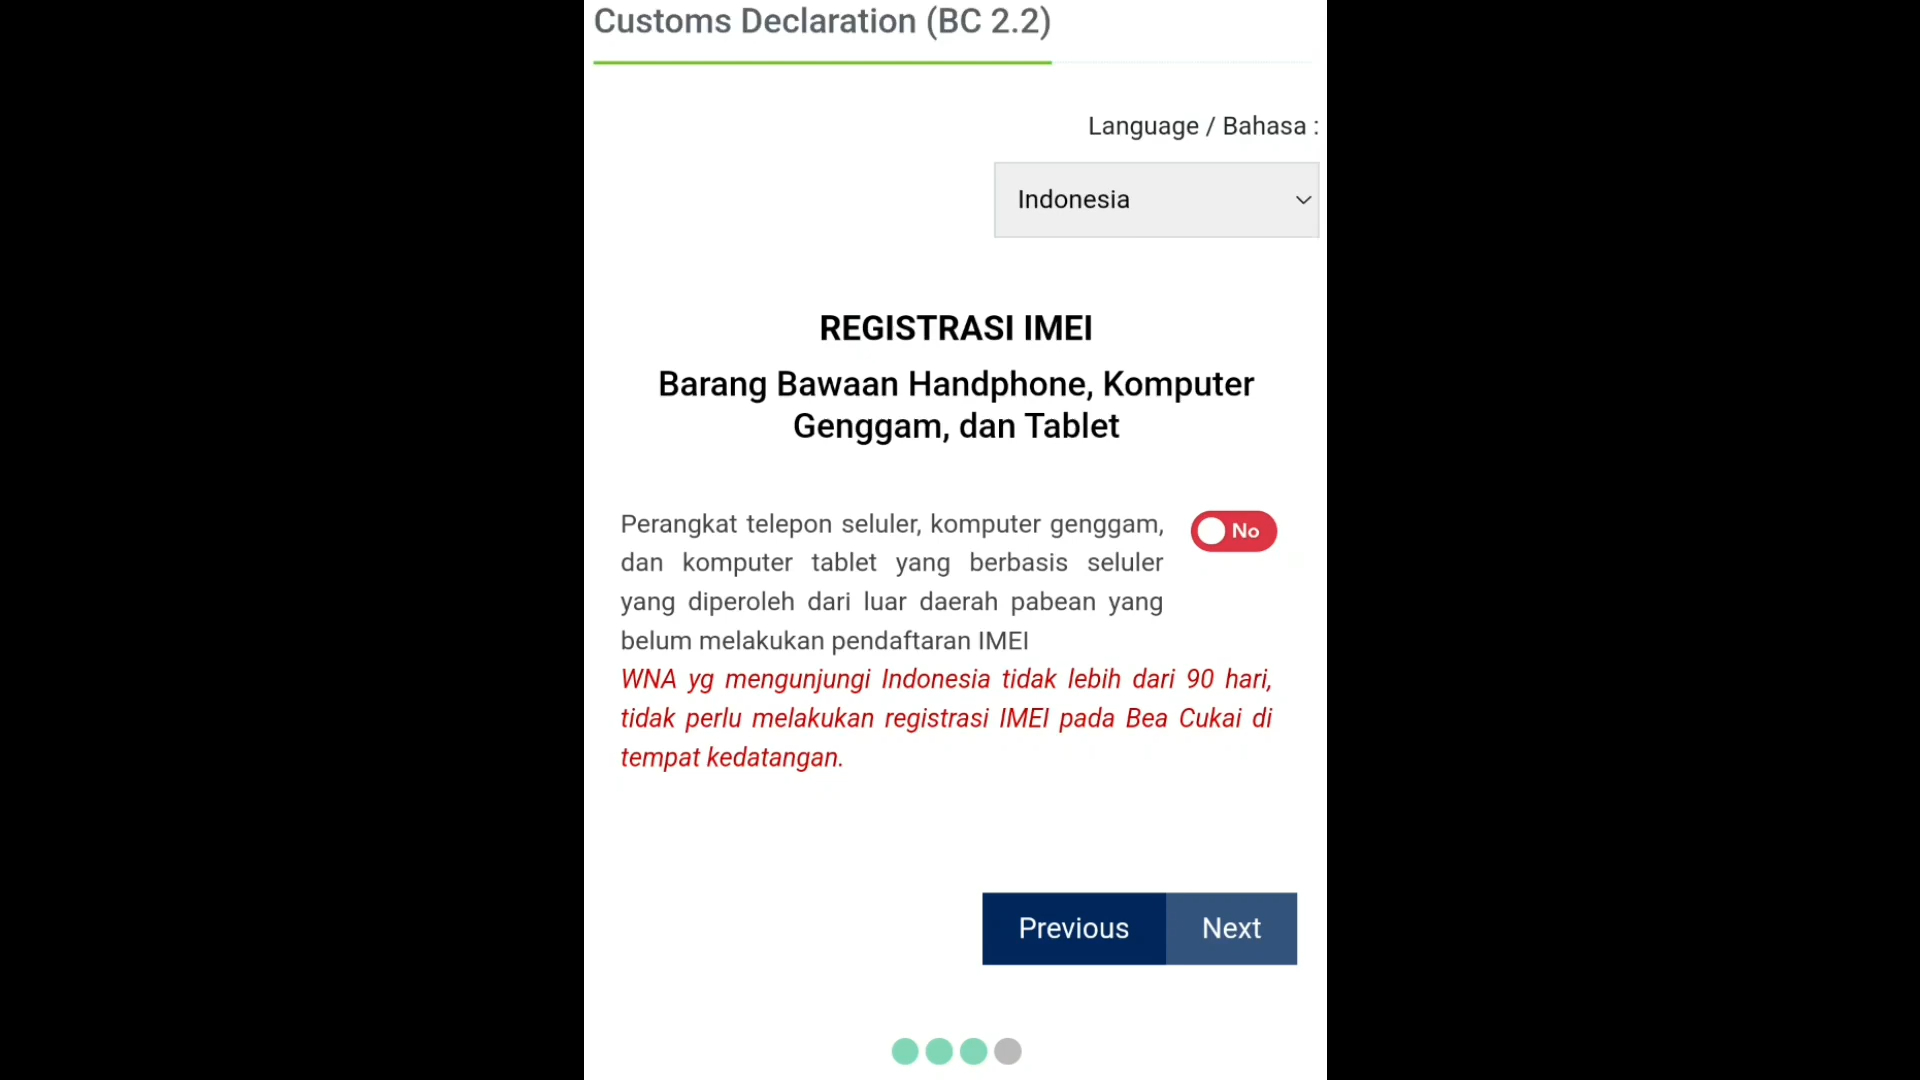 Customs Declaration (BC 2.2)
Language / Bahasa :
Indonesia
REGISTRASI IMEI
Barang Bawaan Handphone, Komputer
Genggam, dan Tablet
Perangkat telepon seluler, komputer genggam,
No
dan komputer tablet yang berbasis seluler
yang diperoleh dari luar daerah pabean yang
belum melakukan pendaftaran IMEI
WNA yg mengunjungi Indonesia tidak lebih dari 90 hari,
tidak perlu melakukan registrasi IMEI pada Bea Cukai di
tempat kedatangan.
Previous
Next